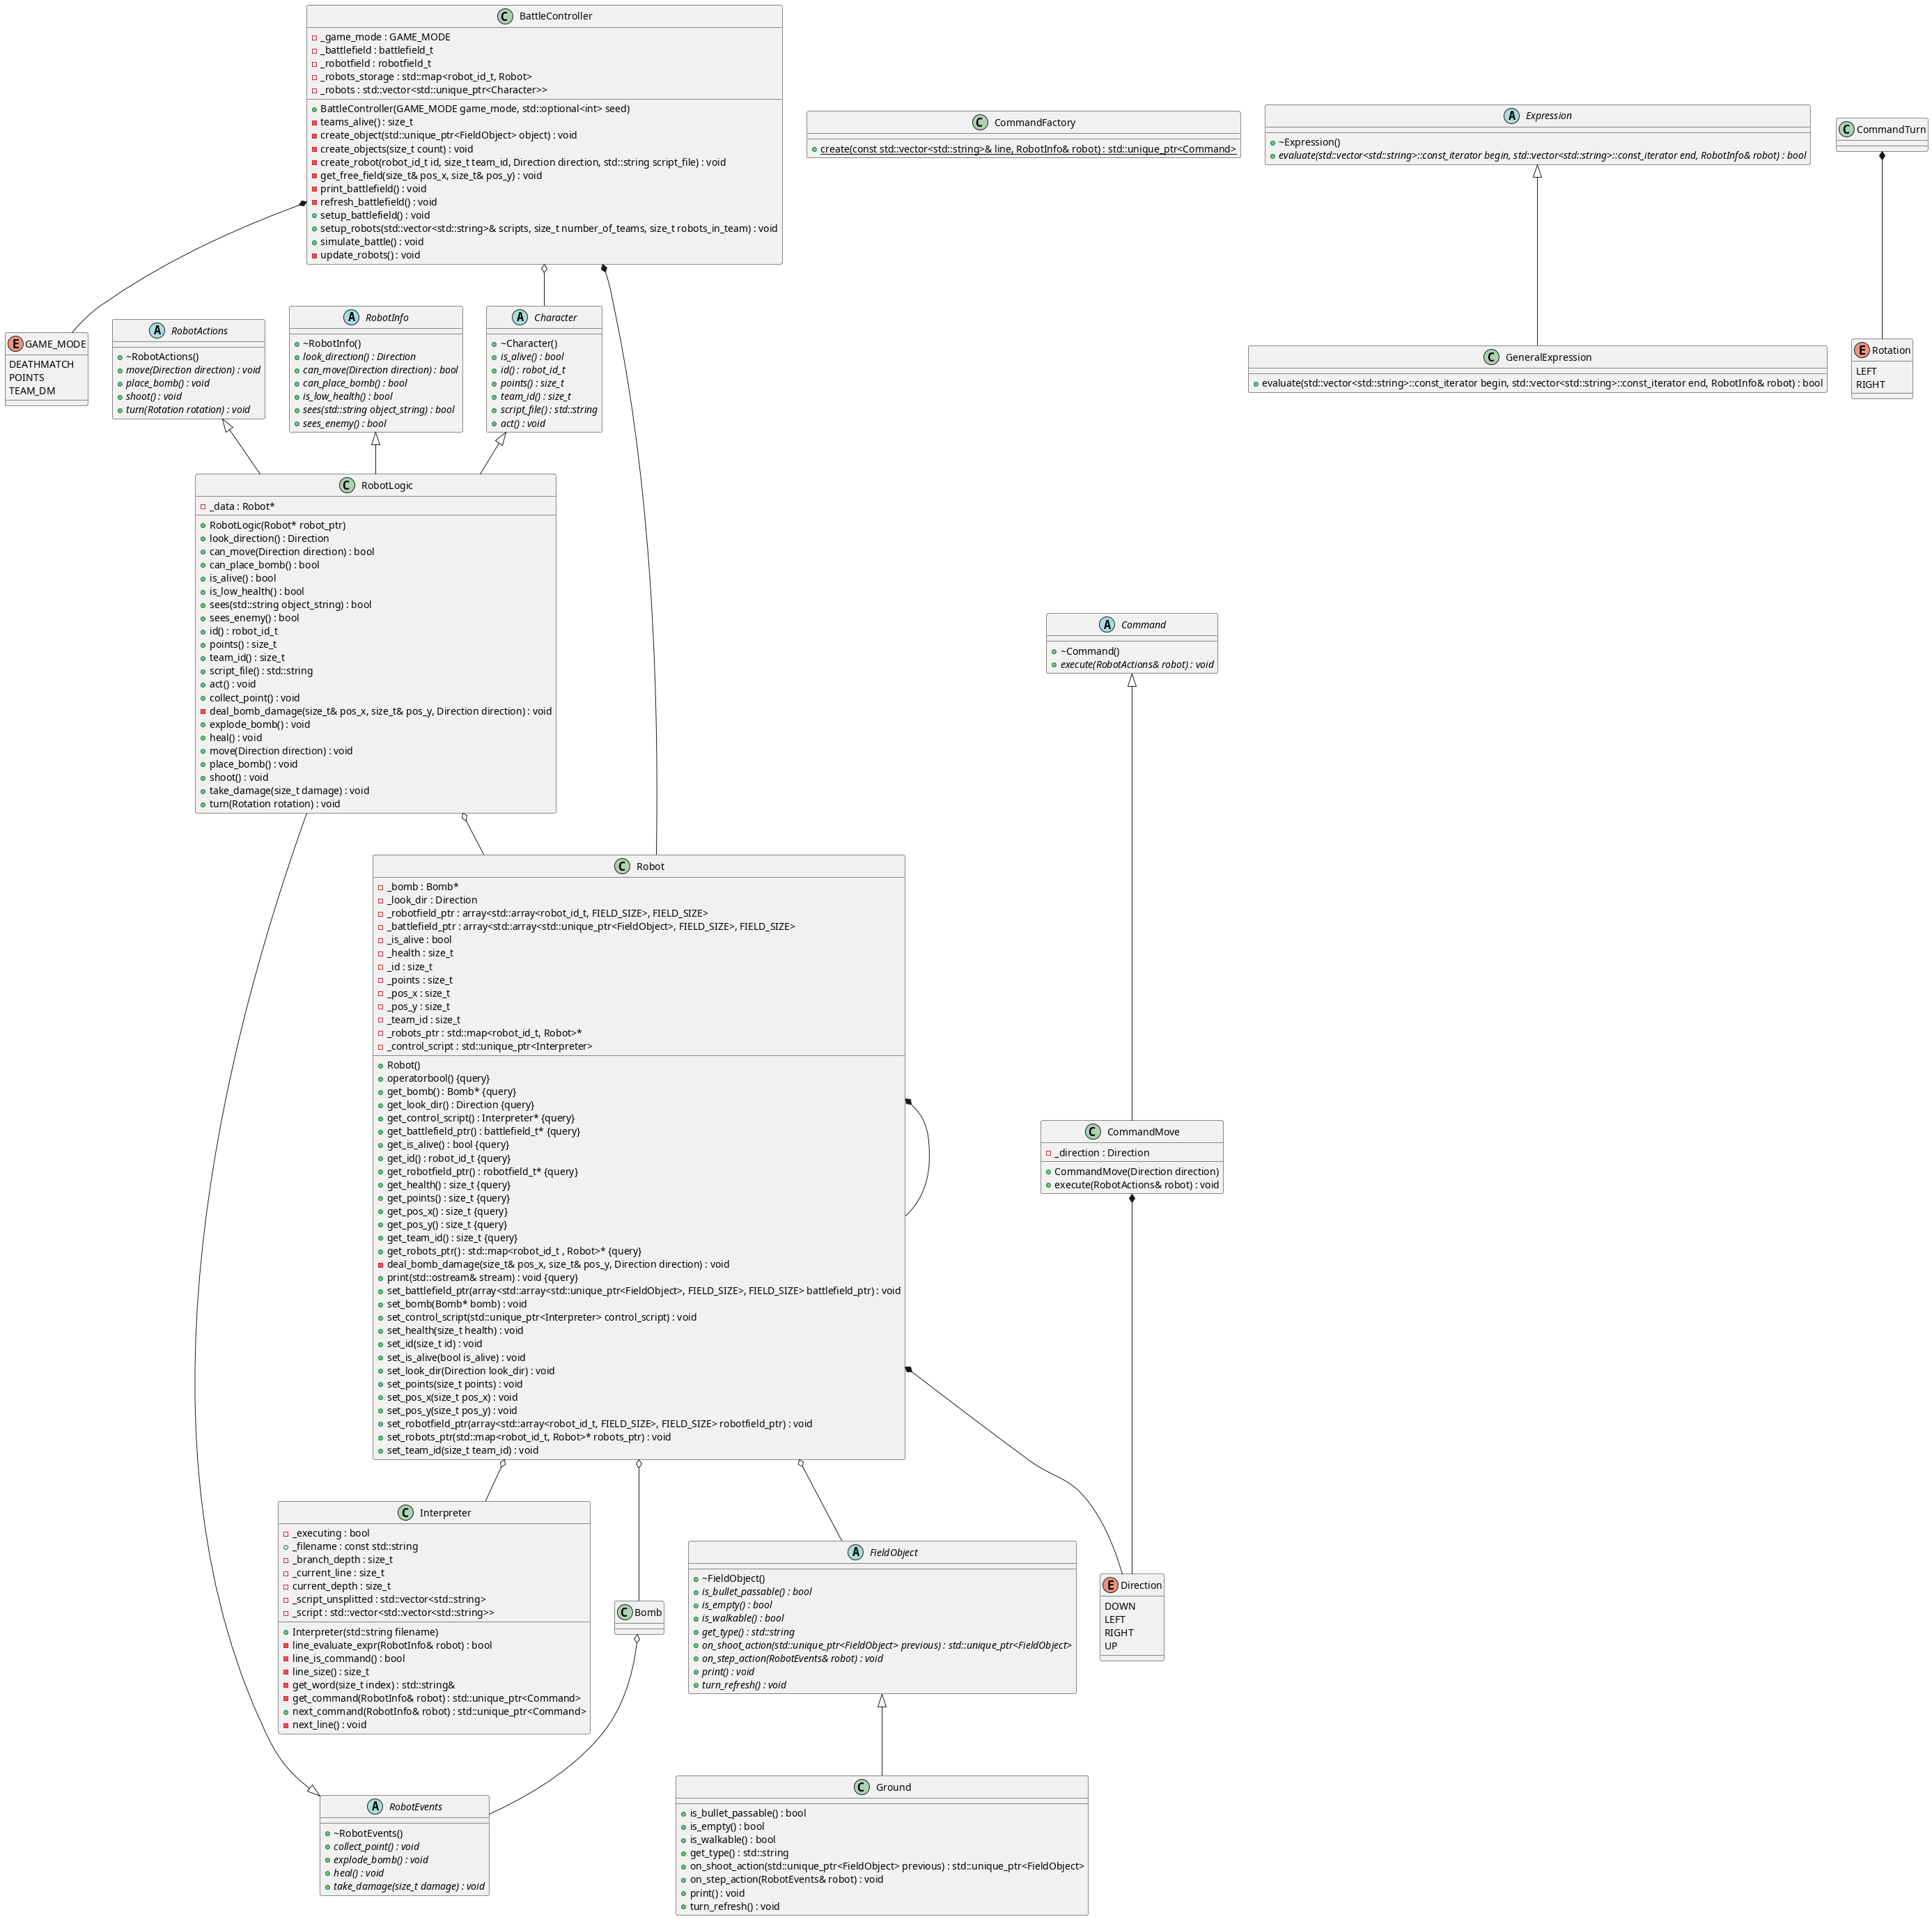 BattleController
_game_mode : GAME_MODE
_battlefield : battlefield_t
_robotfield : robotfield_t
_robots_storage : std::map<robot_id_t, Robot>
_robots : std::vector<std::unique_ptr<Character>>
BattleController(GAME_MODE game_mode, std::optional<int> seed)
teams_alive() : size_t
create_object(std::unique_ptr<FieldObject> object) : void
create_objects(size_t count) : void
create_robot(robot_id_t id, size_t team_id, Direction direction, std::string script_file) : void
get_free_field(size_t& pos_x, size_t& pos_y) : void
print_battlefield() : void
refresh_battlefield() : void
setup_battlefield() : void
setup_robots(std::vector<std::string>& scripts, size_t number_of_teams, size_t robots_in_team) : void
simulate_battle() : void
update_robots() : void
C CommandFactory
create(const std::vector<std::string>& line, RobotInfo& robot) : std::unique_ptr<Command>
A Expression
~Expression()
evaluate(std::vector<std::string>::const_iterator begin, std::vector<std::string>::const_iterator end, RobotInfo& robot) : bool
C CommandTurn
E GAME_MODE
DEATHMATCH
POINTS
TEAM_DM
A RobotActions
~RobotActions()
move(Direction direction) : void
place_bomb() : void
shoot() : void
turn(Rotation rotation) : void
A RobotInfo
~RobotInfo()
look_direction() : Direction
can_move(Direction direction) : bool
can_place_bomb() : bool
is_low_health() : bool
sees(std::string object_string) : bool
sees_enemy() : bool
A Character
~Character()
is_alive() : bool
id() : robot_id_t
points() : size_t
team_id() : size_t
script_file() : std::string
act() : void
C GeneralExpression
evaluate(std::vector<std::string>::const_iterator begin, std::vector<std::string>::const_iterator end, RobotInfo& robot) : bool
E Rotation
LEFT
RIGHT
C RobotLogic
_data : Robot*
RobotLogic(Robot* robot_ptr)
look_direction() : Direction
can_move(Direction direction) : bool
can_place_bomb() : bool
is_alive() : bool
is_low_health() : bool
sees(std::string object_string) : bool
sees_enemy() : bool
id() : robot_id_t
points() : size_t
team_id() : size_t
script_file() : std::string
act() : void
collect_point() : void
deal_bomb_damage(size_t& pos_x, size_t& pos_y, Direction direction) : void
explode_bomb() : void
heal() : void
move(Direction direction) : void
place_bomb() : void
shoot() : void
take_damage(size_t damage) : void
turn(Rotation rotation) : void
A Command
~Command()
execute(RobotActions& robot) : void
C Robot
_bomb : Bomb*
_look_dir : Direction
_robotfield_ptr : array<std::array<robot_id_t, FIELD_SIZE>, FIELD_SIZE>
_battlefield_ptr : array<std::array<std::unique_ptr<FieldObject>, FIELD_SIZE>, FIELD_SIZE>
_is_alive : bool
_health : size_t
_id : size_t
_points : size_t
_pos_x : size_t
_pos_y : size_t
_team_id : size_t
_robots_ptr : std::map<robot_id_t, Robot>*
_control_script : std::unique_ptr<Interpreter>
Robot()
operatorbool() {query}
get_bomb() : Bomb* {query}
get_look_dir() : Direction {query}
get_control_script() : Interpreter* {query}
get_battlefield_ptr() : battlefield_t* {query}
get_is_alive() : bool {query}
get_id() : robot_id_t {query}
get_robotfield_ptr() : robotfield_t* {query}
get_health() : size_t {query}
get_points() : size_t {query}
get_pos_x() : size_t {query}
get_pos_y() : size_t {query}
get_team_id() : size_t {query}
get_robots_ptr() : std::map<robot_id_t , Robot>* {query}
deal_bomb_damage(size_t& pos_x, size_t& pos_y, Direction direction) : void
print(std::ostream& stream) : void {query}
set_battlefield_ptr(array<std::array<std::unique_ptr<FieldObject>, FIELD_SIZE>, FIELD_SIZE> battlefield_ptr) : void
set_bomb(Bomb* bomb) : void
set_control_script(std::unique_ptr<Interpreter> control_script) : void
set_health(size_t health) : void
set_id(size_t id) : void
set_is_alive(bool is_alive) : void
set_look_dir(Direction look_dir) : void
set_points(size_t points) : void
set_pos_x(size_t pos_x) : void
set_pos_y(size_t pos_y) : void
set_robotfield_ptr(array<std::array<robot_id_t, FIELD_SIZE>, FIELD_SIZE> robotfield_ptr) : void
set_robots_ptr(std::map<robot_id_t, Robot>* robots_ptr) : void
set_team_id(size_t team_id) : void
C CommandMove
_direction : Direction
CommandMove(Direction direction)
execute(RobotActions& robot) : void
C Interpreter
_executing : bool
_filename : const std::string
_branch_depth : size_t
_current_line : size_t
current_depth : size_t
_script_unsplitted : std::vector<std::string>
_script : std::vector<std::vector<std::string>>
Interpreter(std::string filename)
line_evaluate_expr(RobotInfo& robot) : bool
line_is_command() : bool
line_size() : size_t
get_word(size_t index) : std::string&
get_command(RobotInfo& robot) : std::unique_ptr<Command>
next_command(RobotInfo& robot) : std::unique_ptr<Command>
next_line() : void
C Bomb
A FieldObject
~FieldObject()
is_bullet_passable() : bool
is_empty() : bool
is_walkable() : bool
get_type() : std::string
on_shoot_action(std::unique_ptr<FieldObject> previous) : std::unique_ptr<FieldObject>
on_step_action(RobotEvents& robot) : void
print() : void
turn_refresh() : void
E Direction
DOWN
LEFT
RIGHT
UP
A RobotEvents
~RobotEvents()
collect_point() : void
explode_bomb() : void
heal() : void
take_damage(size_t damage) : void
C Ground
is_bullet_passable() : bool
is_empty() : bool
is_walkable() : bool
get_type() : std::string
on_shoot_action(std::unique_ptr<FieldObject> previous) : std::unique_ptr<FieldObject>
on_step_action(RobotEvents& robot) : void
print() : void
turn_refresh() : void